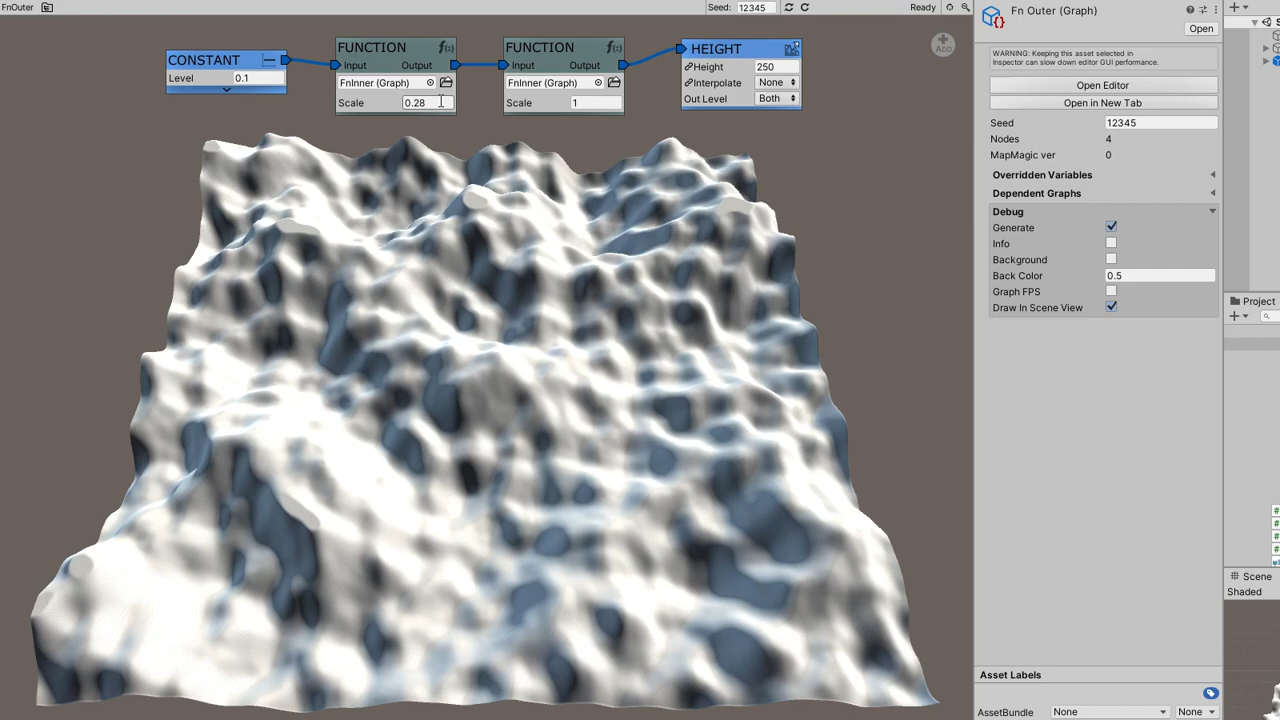 FnOuter
Seed: 12345
Ready
CONSTANT
Level 0.1
FUNCTION f(x)
Input Output
FnInner (Graph)
Scale 0.28
FUNCTION f(x)
Input Output
FnInner (Graph)
Scale 1
HEIGHT
Height 250
Interpolate None
Out Level Both
ADD
Fn Outer (Graph)
Open
WARNING: Keeping this asset selected in
Inspector can slow down editor GUI performance.
Open Editor
Open in New Tab
Seed 12345
Nodes 4
MapMagic ver 0
Overridden Variables
Dependent Graphs
Debug
Generate
Info
Background
Back Color 0.5
Graph FPS
Draw In Scene View
Asset Labels
AssetBundle None None
Project
Scene
Shaded